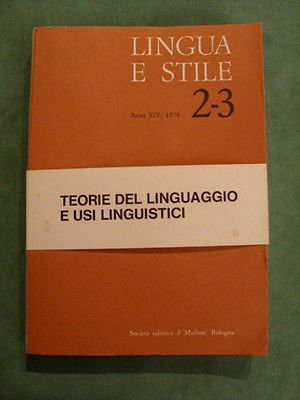 LINGUA
E STILE
Anno XIV, 1979 2-3
TEORIE DEL LINGUAGGIO
E USI LINGUISTICI
Società editrice il Mulino Bologna